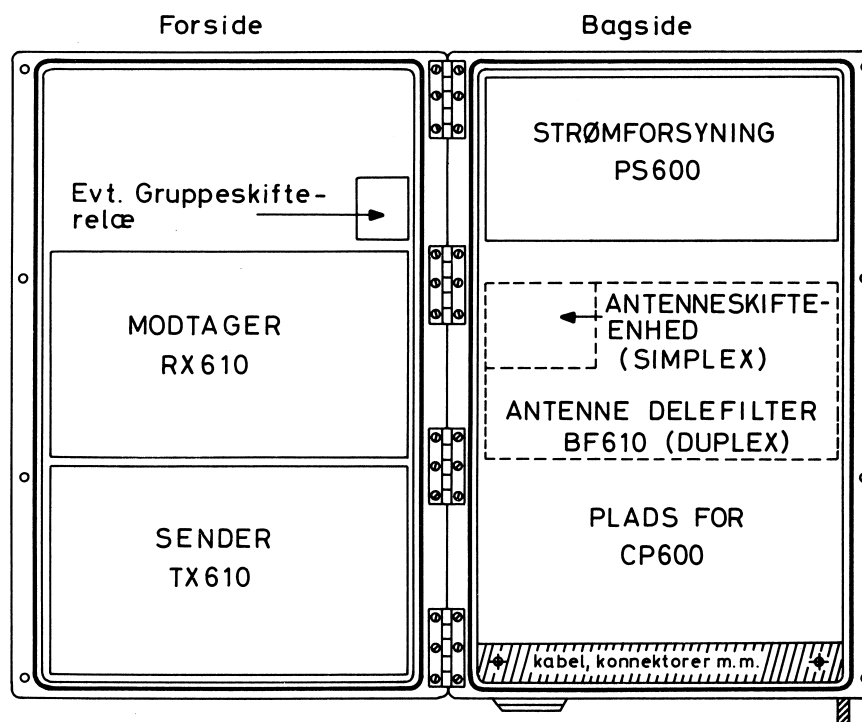 Forside
Evt. Gruppeskifte-
relæ
MODTAGER
RX610
SENDER
TX610
Bagside
STRØMFORSYNING
PS600
ANTENNESKIFTE-
ENHED
(SIMPLEX)
ANTENNE DELEFILTER
BF610 (DUPLEX)
PLADS FOR
CP600
kabel, konnektorer m.m.